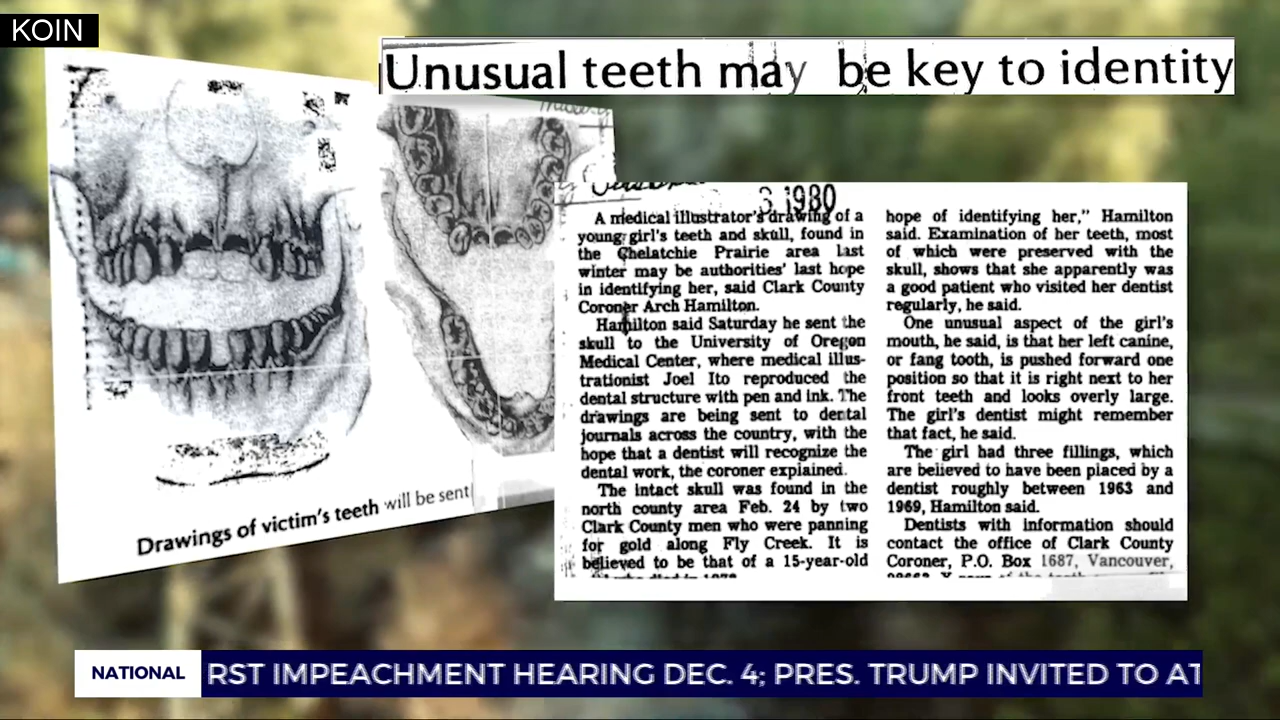 KOIN
Unusual teeth may be key to identity
1980
A medical illustrator's drawing of a
young girl's teeth and skull, found in
the Chelatchie Prairie area last
winter may be authorities' last hope
in identifying her, said Clark County
Coroner Arch Hamilton.
Hamilton said Saturday he sent the
skull to the University of Oregon
Medical Center, where medical illus-
trationist Joel Ito reproduced the
dental structure with pen and ink. The
drawings are being sent to dental
journals across the country, with the
hope that a dentist will recognize the
dental work, the coroner explained.
The intact skull was found in the
north county area Feb. 24 by two
Clark County men who were panning
for gold along Fly Creek. It is
believed to be that of a 15-year-old
hope of identifying her," Hamilton
said. Examination of her teeth, most
of which were preserved with the
skull, shows that she apparently was
a good patient who visited her dentist
regularly, he said.
One unusual aspect of the girl's
mouth, he said, is that her left canine,
or fang tooth, is pushed forward one
position so that it is right next to her
front teeth and looks overly large.
The girl's dentist might remember
that fact, he said.
The girl had three fillings, which
are believed to have been placed by a
dentist roughly between 1963 and
1969, Hamilton said.
Dentists with information should
contact the office of Clark County
Coroner, P.O. Box 1687, Vancouver,
Drawings of victim's teeth will be sent
NATIONAL
RST IMPEACHMENT HEARING DEC. 4; PRES. TRUMP INVITED TO AT